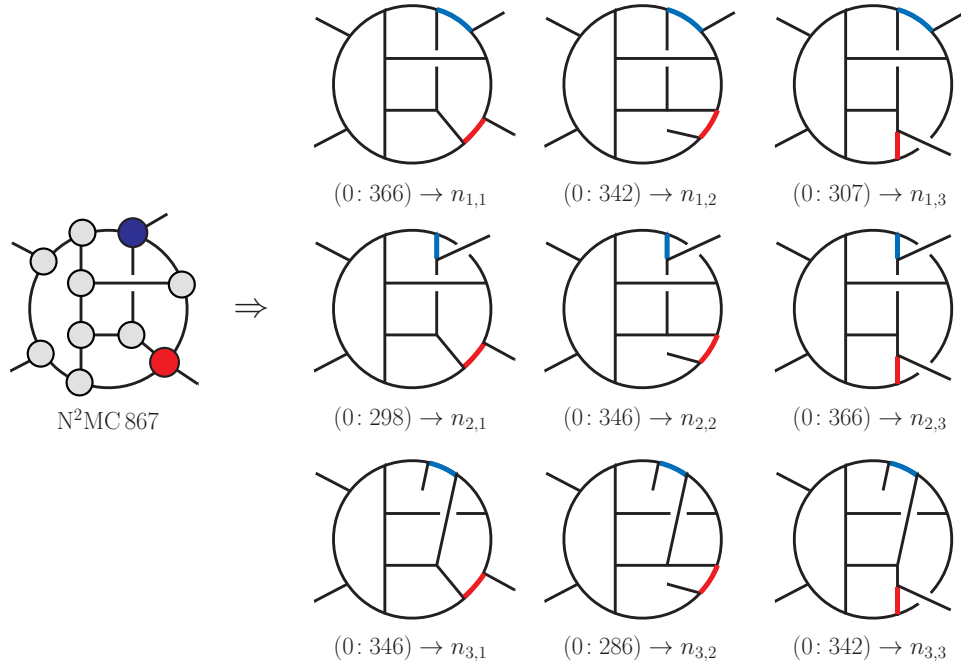 (0: 366) → n₁,₁ (0: 342) → n₁,₂ (0: 307) → n₁,₃
⇒
(0: 298) → n₂,₁ (0: 346) → n₂,₂ (0: 366) → n₂,₃
N²MC 867
(0: 346) → n₃,₁ (0: 286) → n₃,₂ (0: 342) → n₃,₃